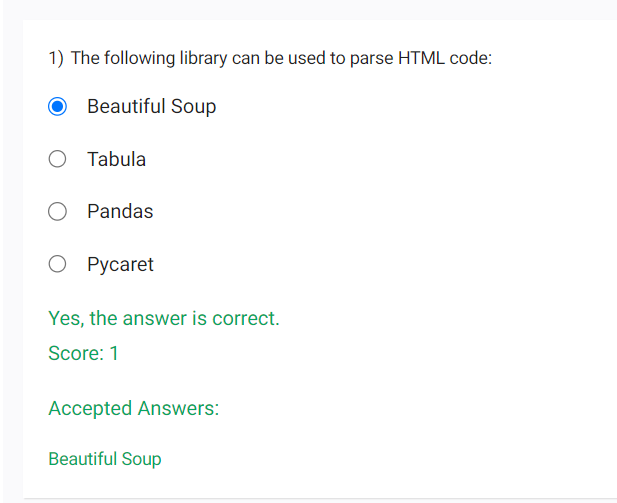 1) The following library can be used to parse HTML code:
Beautiful Soup
Tabula
Pandas
Pycaret
Yes, the answer is correct.
Score: 1
Accepted Answers:
Beautiful Soup